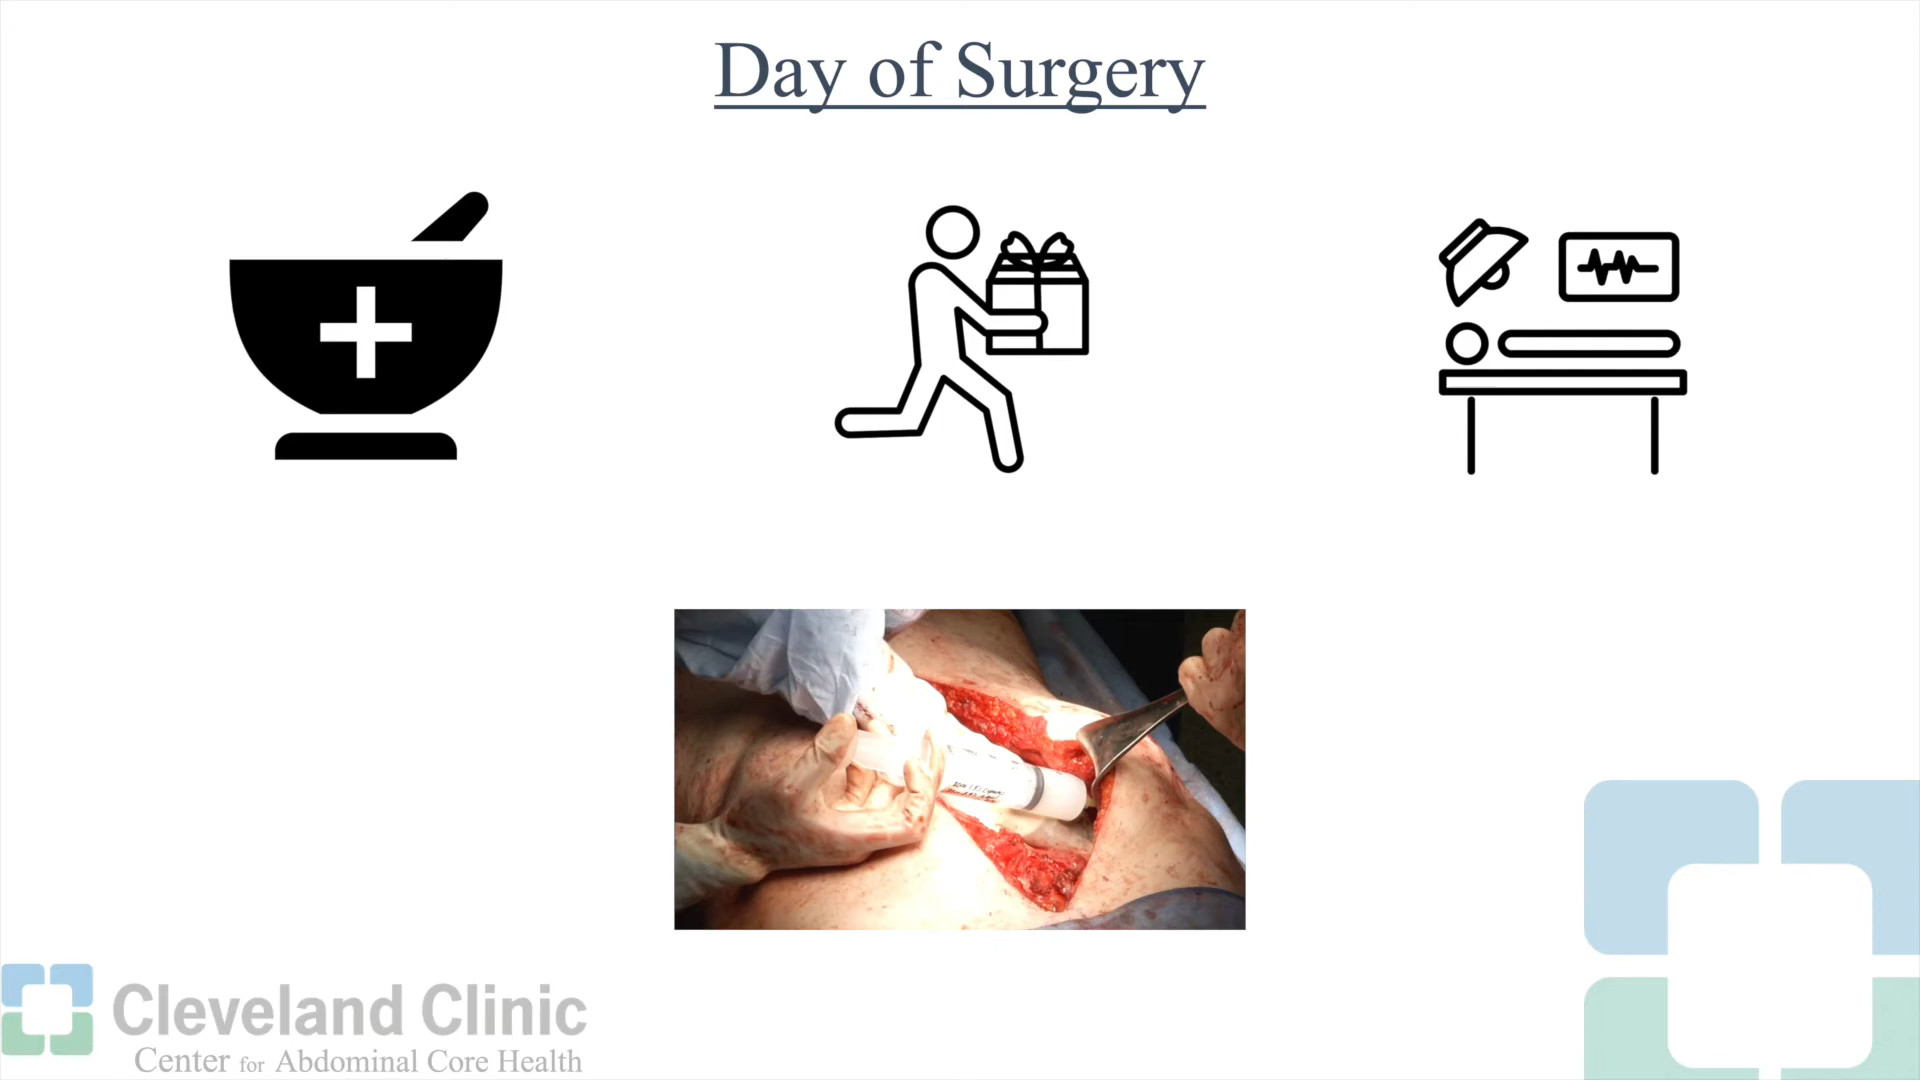 Day of Surgery
Cleveland Clinic
Center for Abdominal Core Health